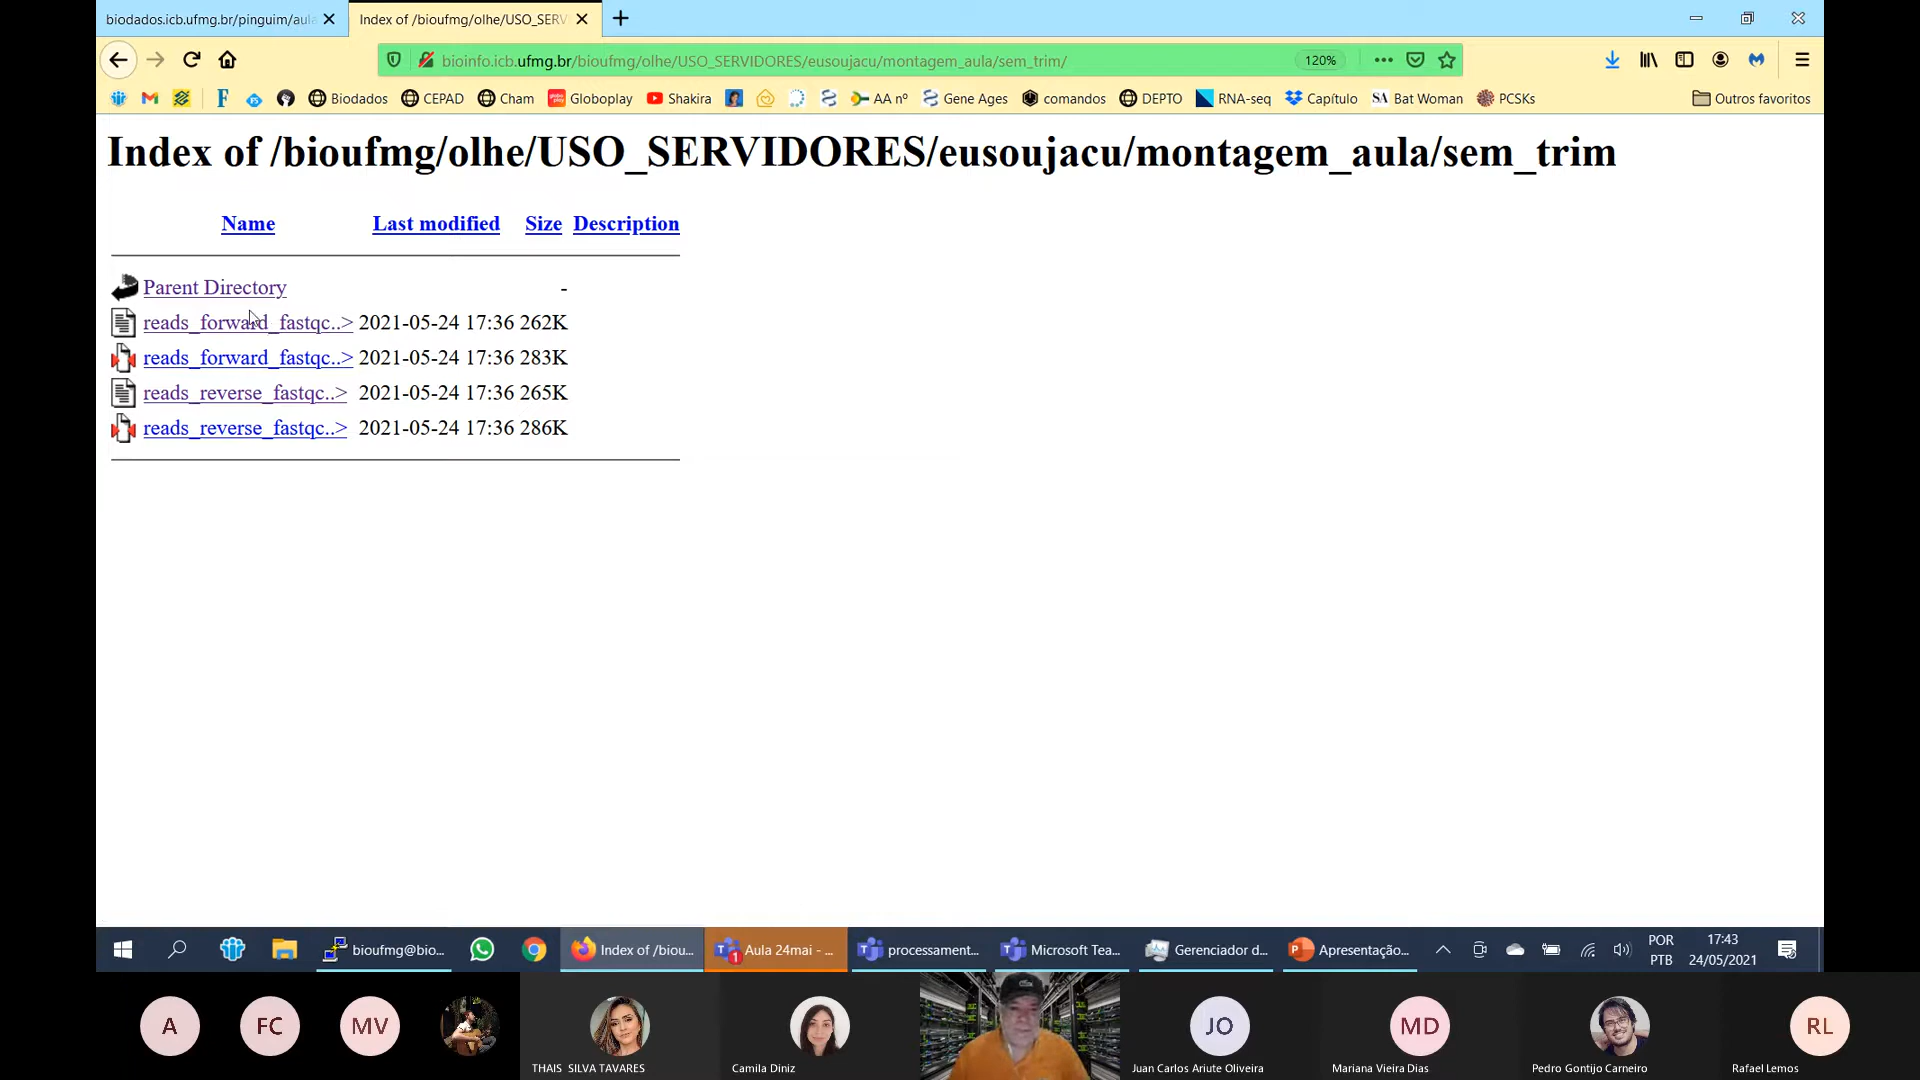 biodados.icb.ufmg.br/pinguim/aul
Index of /bioufmg/olhe/USO_SERV
bioinfo.icb.ufmg.br/bioufmg/olhe/USO_SERVIDORES/eusoujacu/montagem_aula/sem_trim/
120%
Biodados
CEPAD
Cham
Globoplay
Shakira
AA nº
Gene Ages
comandos
DEPTO
RNA-seq
Capítulo
SA Bat Woman
PCSKs
Outros favoritos
Index of /bioufmg/olhe/USO_SERVIDORES/eusoujacu/montagem_aula/sem_trim
Name Last modified Size Description
Parent Directory -
reads_forward_fastqc..> 2021-05-24 17:36 262K
reads_forward_fastqc..> 2021-05-24 17:36 283K
reads_reverse_fastqc..> 2021-05-24 17:36 265K
reads_reverse_fastqc..> 2021-05-24 17:36 286K
bioufmg@bio...
Index of /biou...
1
Aula 24mai - ...
processament...
Microsoft Tea...
Gerenciador d...
Apresentação...
POR
PTB
17:43
24/05/2021
A
FC
MV
THAIS SILVA TAVARES
Camila Diniz
JO
Juan Carlos Ariute Oliveira
MD
Mariana Vieira Dias
Pedro Gontijo Carneiro
RL
Rafael Lemos